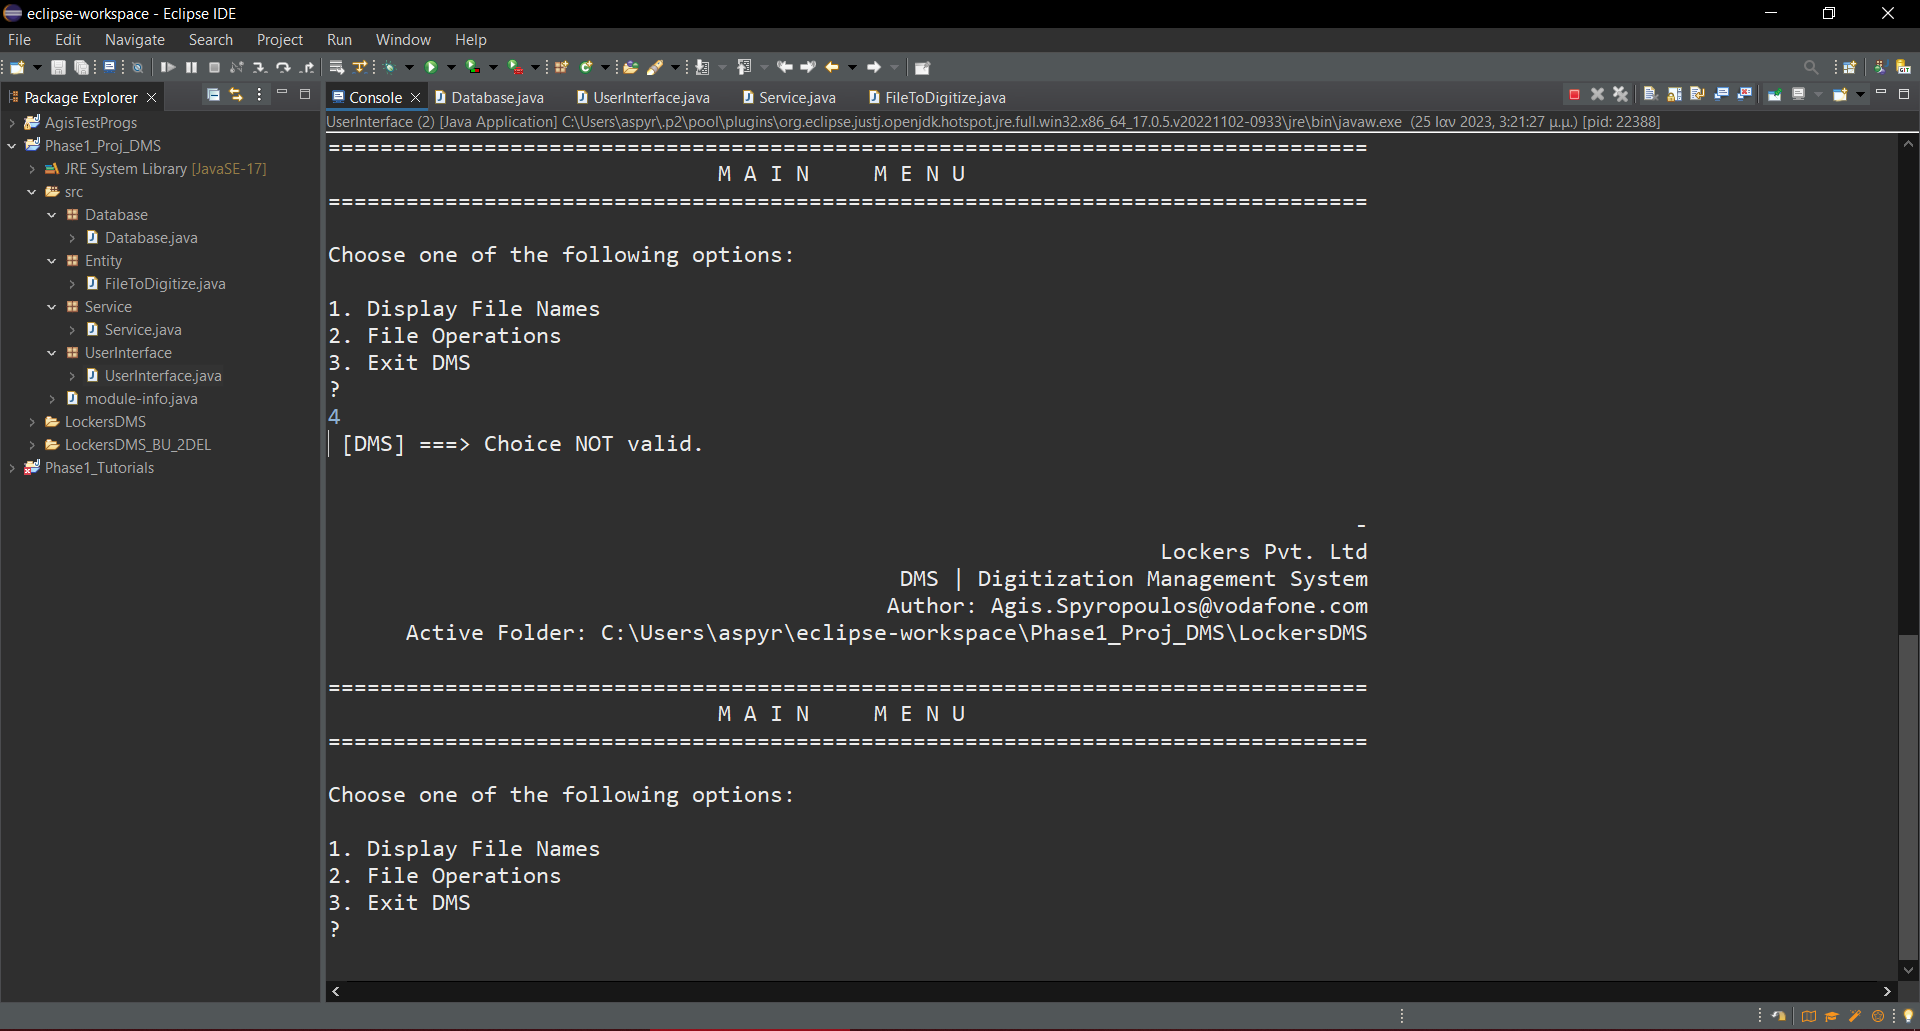 eclipse-workspace - Eclipse IDE
File Edit Navigate Search Project Run Window Help
Package Explorer
AgisTestProgs
Phase1_Proj_DMS
JRE System Library [JavaSE-17]
src
Database
Database.java
Entity
FileToDigitize.java
Service
Service.java
UserInterface
UserInterface.java
module-info.java
LockersDMS
LockersDMS_BU_2DEL
Phase1_Tutorials
Console Database.java UserInterface.java Service.java FileToDigitize.java
UserInterface (2) [Java Application] C:\Users\aspyr\.p2\pool\plugins\org.eclipse.justj.openjdk.hotspot.jre.full.win32.x86_64_17.0.5.v20221102-0933\jre\bin\javaw.exe (25 Ιαν 2023, 3:21:27 μ.μ.) [pid: 22388]
================================================================================
M A I N     M E N U
================================================================================
Choose one of the following options:
1. Display File Names
2. File Operations
3. Exit DMS
?
4
[DMS] ===> Choice NOT valid.
-
Lockers Pvt. Ltd
DMS | Digitization Management System
Author: Agis.Spyropoulos@vodafone.com
Active Folder: C:\Users\aspyr\eclipse-workspace\Phase1_Proj_DMS\LockersDMS
================================================================================
M A I N     M E N U
================================================================================
Choose one of the following options:
1. Display File Names
2. File Operations
3. Exit DMS
?